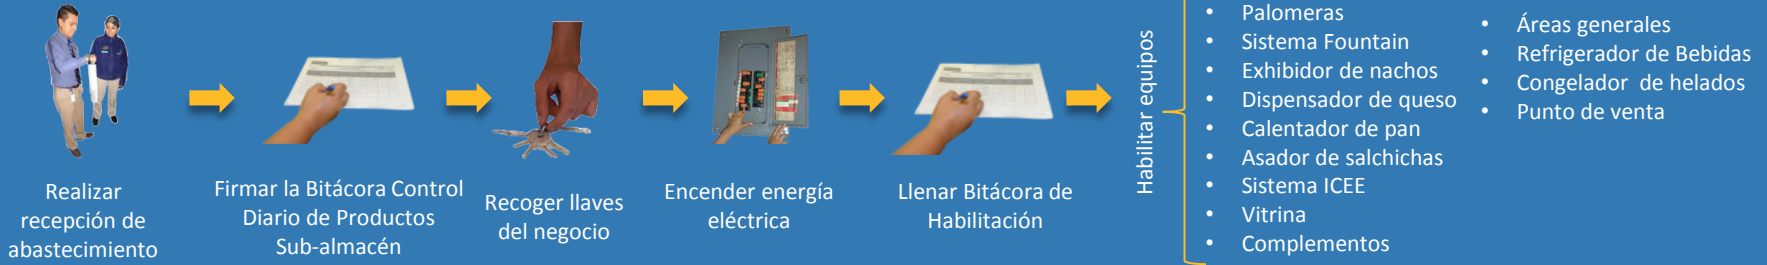 Realizar
recepción de
abastecimiento
Firmar la Bitácora Control
Diario de Productos
Sub-almacén
Recoger llaves
del negocio
Encender energía
eléctrica
Llenar Bitácora de
Habilitación
Habilitar equipos
• Palomeras
• Sistema Fountain
• Exhibidor de nachos
• Dispensador de queso
• Calentador de pan
• Asador de salchichas
• Sistema ICEE
• Vitrina
• Complementos
• Áreas generales
• Refrigerador de Bebidas
• Congelador de helados
• Punto de venta